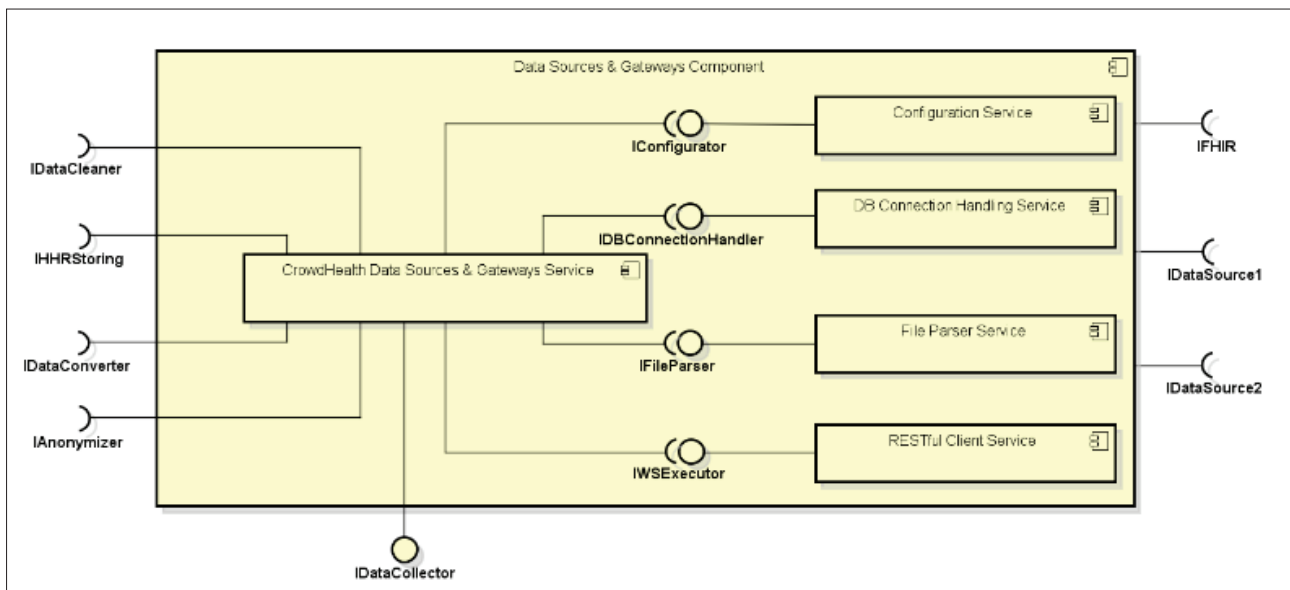 Data Sources & Gateways Component
Configuration Service
IConfigurator
IFHIR
IDataCleaner
DB Connection Handling Service
IDBConnectionHandler
IHHRStoring
CrowdHealth Data Sources & Gateways Service
IDataSource1
File Parser Service
IFileParser
IDataConverter
IDataSource2
IAnonymizer
RESTful Client Service
IWSExecutor
IDataCollector